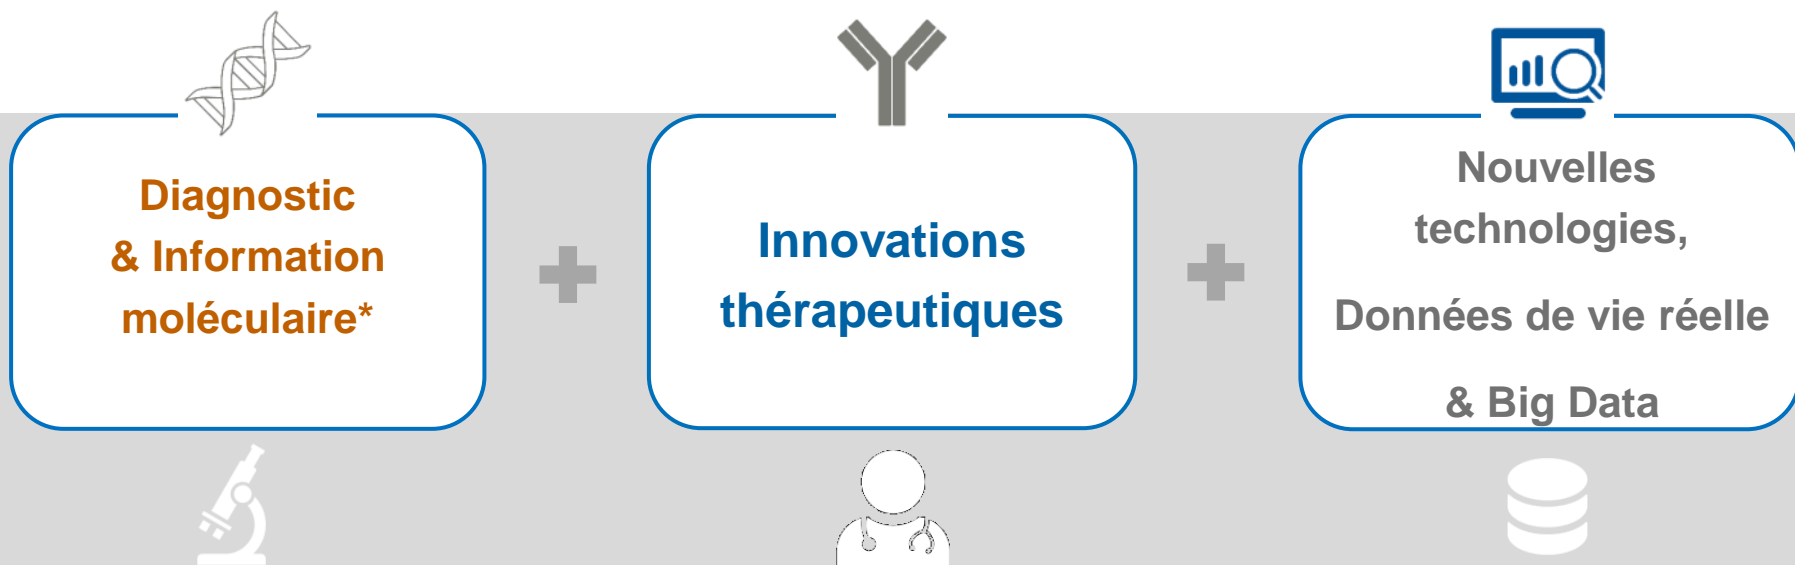 Diagnostic
& Information
moléculaire*
Innovations
thérapeutiques
Nouvelles
technologies,
Données de vie réelle
& Big Data